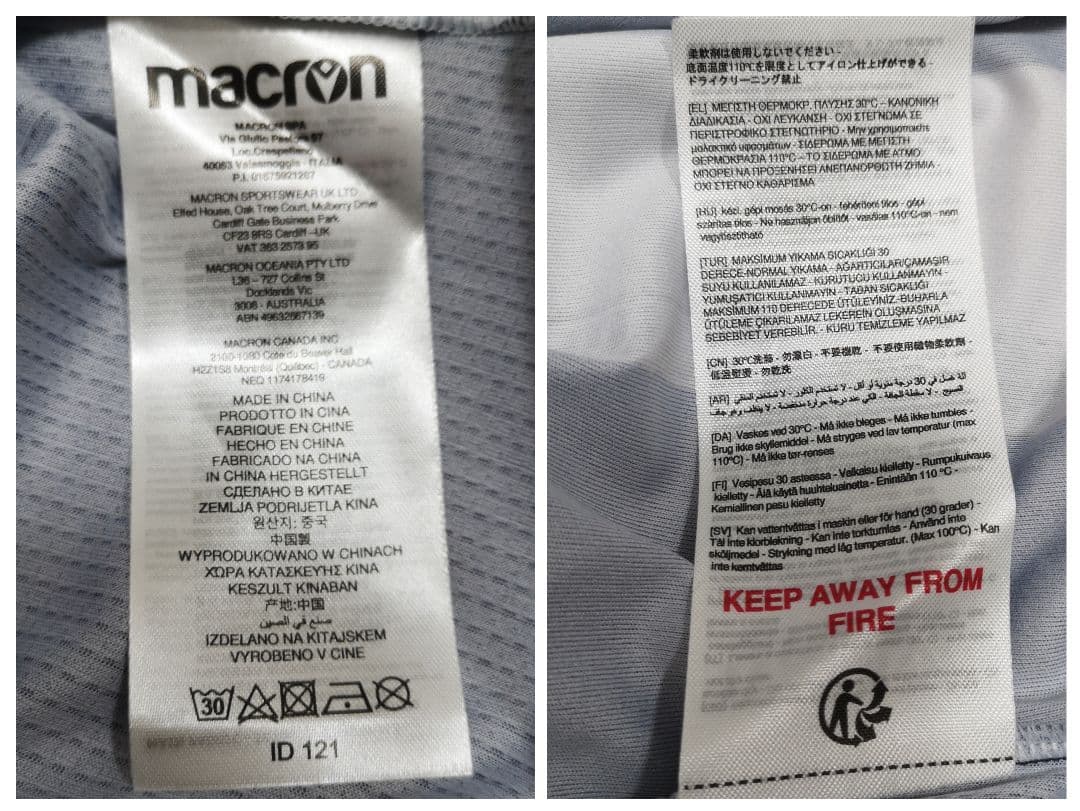 macron
MACRON SPA
Via Giulio Pastore 57
Loc. Crespellano
40053 Valsamoggia - ITALIA
MACRON SPORTSWEAR UK LTD
Elfed House, Oak Tree Court, Mulberry Drive
Cardiff Gate Business Park
CF23 8RS Cardiff -UK
VAT 363 2573 95
MACRON OCEANIA PTY LTD
L36 - 727 Collins St
Docklands Vic
3008 - AUSTRALIA
ABN 49632667139
MACRON CANADA INC
2100-1080 Côte du Beaver Hall
H2Z1S8 Montréal (Québec) - CANADA
NEQ 1174178419
MADE IN CHINA
PRODOTTO IN CINA
FABRIQUE EN CHINE
HECHO EN CHINA
FABRICADO NA CHINA
IN CHINA HERGESTELLT
СДЕЛАНО В КИТАЕ
ZEMLJA PODRIJETLA KINA
원산지: 중국
中国製
WYPRODUKOWANO W CHINACH
ΧΩΡΑ ΚΑΤΑΣΚΕΥΗΣ ΚΙΝΑ
KESZULT KINABAN
产地:中国
صنع في الصين
IZDELANO NA KITAJSKEM
VYROBENO V CINE
30
ID 121
柔軟剤は使用しないでください -
底面温度110℃を限度としてアイロン仕上げができる -
ドライクリーニング禁止
[EL] ΜΕΓΙΣΤΗ ΘΕΡΜΟΚΡ. ΠΛΥΣΗΣ 30°C – ΚΑΝΟΝΙΚΗ
ΔΙΑΔΙΚΑΣΙΑ - ΟΧΙ ΛΕΥΚΑΝΣΗ - ΟΧΙ ΣΤΕΓΝΩΜΑ ΣΕ
ΠΕΡΙΣΤΡΟΦΙΚΟ ΣΤΕΓΝΩΤΗΡΙΟ - Μην χρησιμοποιείτε
μαλακτικό υφασμάτων - ΣΙΔΕΡΩΜΑ ΜΕ ΜΕΓΙΣΤΗ
ΘΕΡΜΟΚΡΑΣΙΑ 110°C – ΤΟ ΣΙΔΕΡΩΜΑ ΜΕ ΑΤΜΟ
ΜΠΟΡΕΙ ΝΑ ΠΡΟΞΕΝΗΣΕΙ ΑΝΕΠΑΝΟΡΘΩΤΗ ΖΗΜΙΑ
ΟΧΙ ΣΤΕΓΝΟ ΚΑΘΑΡΙΣΜΑ
[HU] kézi, gépi mosás 30°C-on - fehéríteni tilos - gépi
szárítás tilos - Ne használjon öblítőt - vasalás 110°C-on - nem
vegytisztítható
[TUR] MAKSİMUM YIKAMA SICAKLIĞI 30
DERECE-NORMAL YIKAMA - AĞARTICILAR/ÇAMAŞIR
SUYU KULLANILAMAZ - KURUTUCU KULLANMAYIN -
YUMUŞATICI KULLANMAYIN - TABAN SICAKLIĞI
MAKSİMUM 110 DERECEDE ÜTÜLEYİNİZ-BUHARLA
ÜTÜLEME ÇIKARILAMAZ LEKEREİN OLUŞMASINA
SEBEBİYET VEREBİLİR. - KURU TEMİZLEME YAPILMAZ
[CN] 30℃洗滌 - 勿漂白 - 不要機乾 - 不要使用織物柔軟劑 -
低溫熨燙 - 勿乾洗
[AR]
[DA] Vaskes ved 30°C - Må ikke bleges - Må ikke tumbles -
Brug ikke skyllemiddel - Må stryges ved lav temperatur (max
110°C) - Må ikke tør-renses
[FI] Vesipesu 30 asteessa - Valkaisu kielletty - Rumpukuivaus
kielletty - Älä käytä huuhteluainetta - Enintään 110 °C -
Kemiallinen pesu kielletty
[SV] Kan vattentvättas i maskin eller för hand (30 grader) -
Tål inte klorblekning - Kan inte torktumlas - Använd inte
sköljmedel - Strykning med låg temperatur. (Max 100°C) - Kan
inte kemtvättas
KEEP AWAY FROM
FIRE